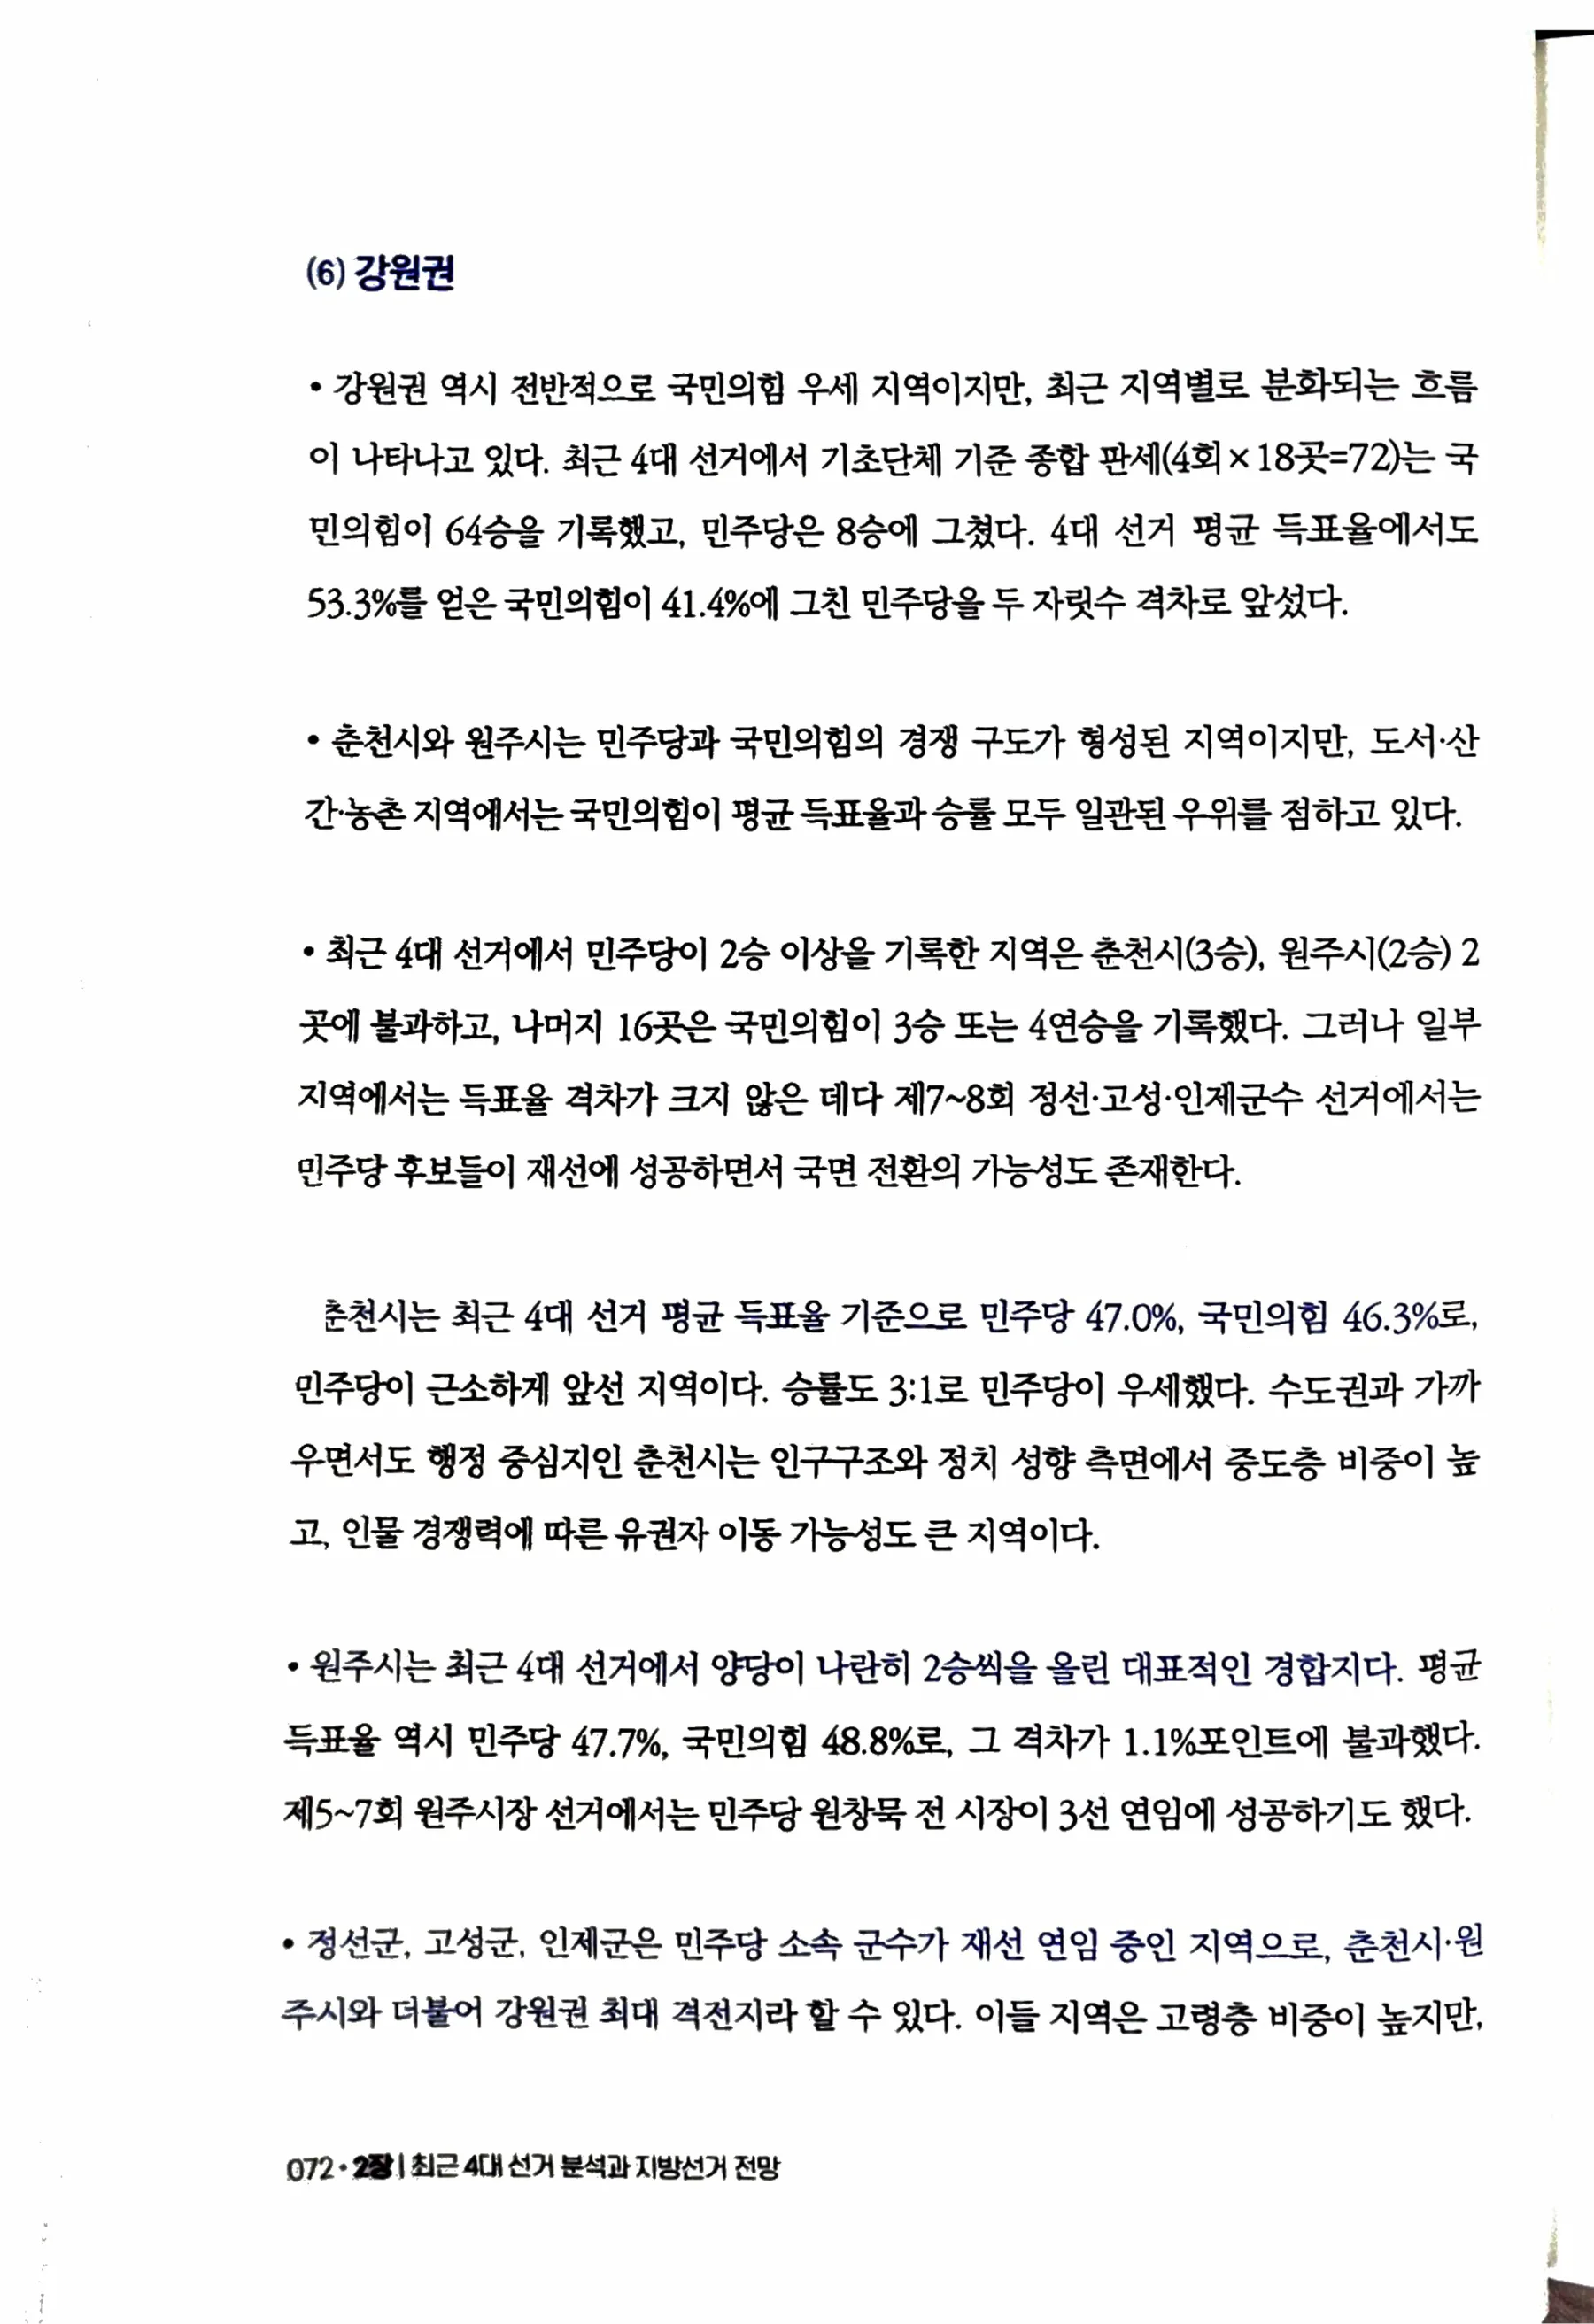 (6) 강원권
• 강원권 역시 전반적으로 국민의힘 우세 지역이지만, 최근 지역별로 분화되는 흐름
이 나타나고 있다. 최근 4대 선거에서 기초단체 기준 종합 판세(4회 × 18곳=72)는 국
민의힘이 64승을 기록했고, 민주당은 8승에 그쳤다. 4대 선거 평균 득표율에서도
53.3%를 얻은 국민의힘이 41.4%에 그친 민주당을 두 자릿수 격차로 앞섰다.
• 춘천시와 원주시는 민주당과 국민의힘의 경쟁 구도가 형성된 지역이지만, 도서·산
간·농촌 지역에서는 국민의힘이 평균 득표율과 승률 모두 일관된 우위를 점하고 있다.
• 최근 4대 선거에서 민주당이 2승 이상을 기록한 지역은 춘천시(3승), 원주시(2승) 2
곳에 불과하고, 나머지 16곳은 국민의힘이 3승 또는 4연승을 기록했다. 그러나 일부
지역에서는 득표율 격차가 크지 않은 데다 제7~8회 정선·고성·인제군수 선거에서는
민주당 후보들이 재선에 성공하면서 국면 전환의 가능성도 존재한다.
춘천시는 최근 4대 선거 평균 득표율 기준으로 민주당 47.0%, 국민의힘 46.3%로,
민주당이 근소하게 앞선 지역이다. 승률도 3:1로 민주당이 우세했다. 수도권과 가까
우면서도 행정 중심지인 춘천시는 인구구조와 정치 성향 측면에서 중도층 비중이 높
고, 인물 경쟁력에 따른 유권자 이동 가능성도 큰 지역이다.
• 원주시는 최근 4대 선거에서 양당이 나란히 2승씩을 올린 대표적인 경합지다. 평균
득표율 역시 민주당 47.7%, 국민의힘 48.8%로, 그 격차가 1.1%포인트에 불과했다.
제5~7회 원주시장 선거에서는 민주당 원창묵 전 시장이 3선 연임에 성공하기도 했다.
• 정선군, 고성군, 인제군은 민주당 소속 군수가 재선 연임 중인 지역으로, 춘천시·원
주시와 더불어 강원권 최대 격전지라 할 수 있다. 이들 지역은 고령층 비중이 높지만,
072 • 2장 | 최근 4대 선거 분석과 지방선거 전망